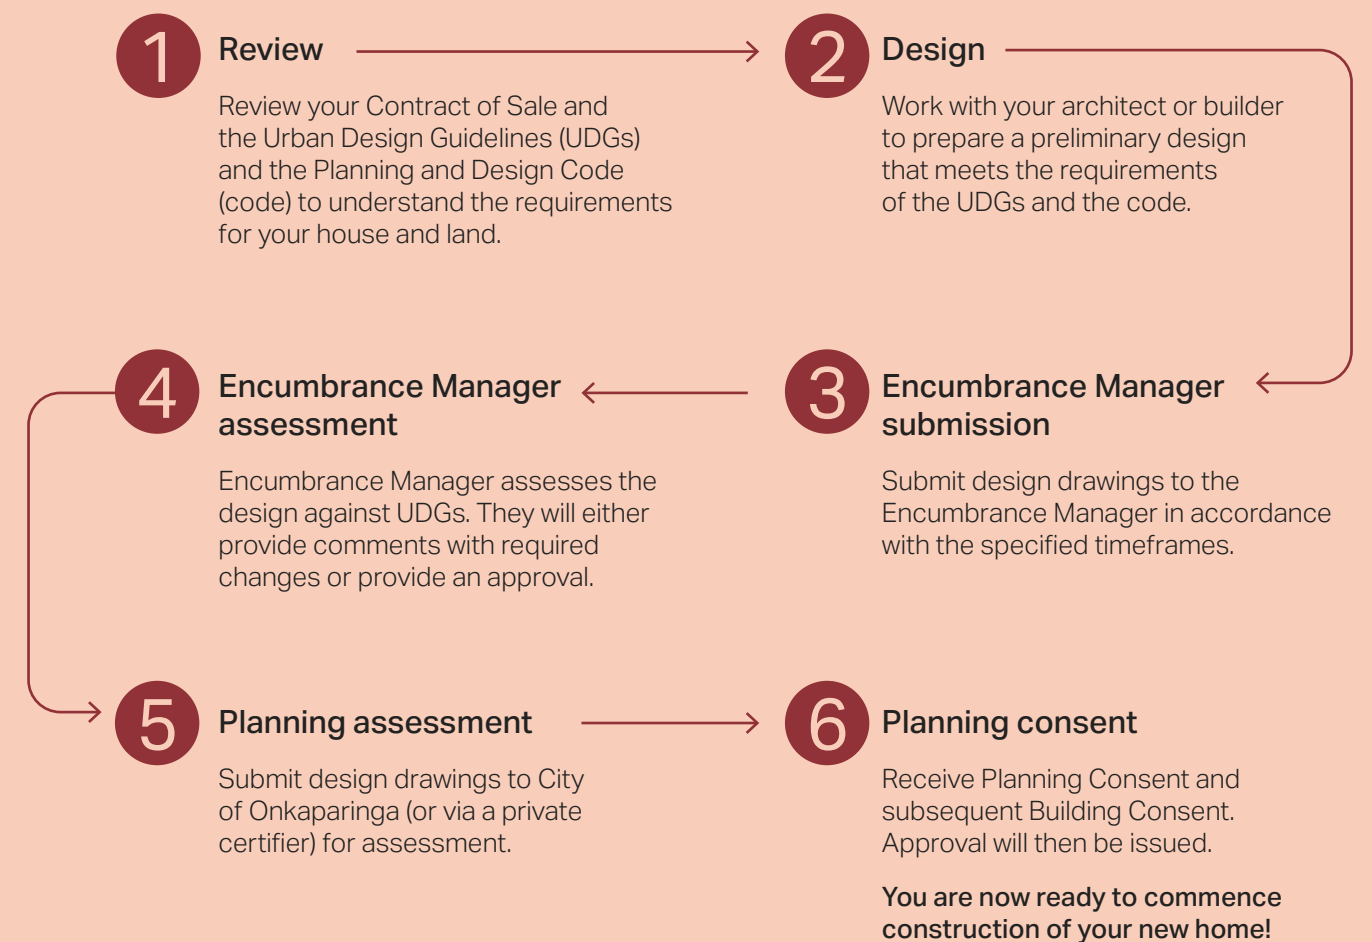 1
Review
Review your Contract of Sale and
the Urban Design Guidelines (UDGs)
and the Planning and Design Code
(code) to understand the requirements
for your house and land.
2
Design
Work with your architect or builder
to prepare a preliminary design
that meets the requirements
of the UDGs and the code.
3
Encumbrance Manager
submission
Submit design drawings to the
Encumbrance Manager in accordance
with the specified timeframes.
4
Encumbrance Manager
assessment
Encumbrance Manager assesses the
design against UDGs. They will either
provide comments with required
changes or provide an approval.
5
Planning assessment
Submit design drawings to City
of Onkaparinga (or via a private
certifier) for assessment.
6
Planning consent
Receive Planning Consent and
subsequent Building Consent.
Approval will then be issued.
You are now ready to commence
construction of your new home!